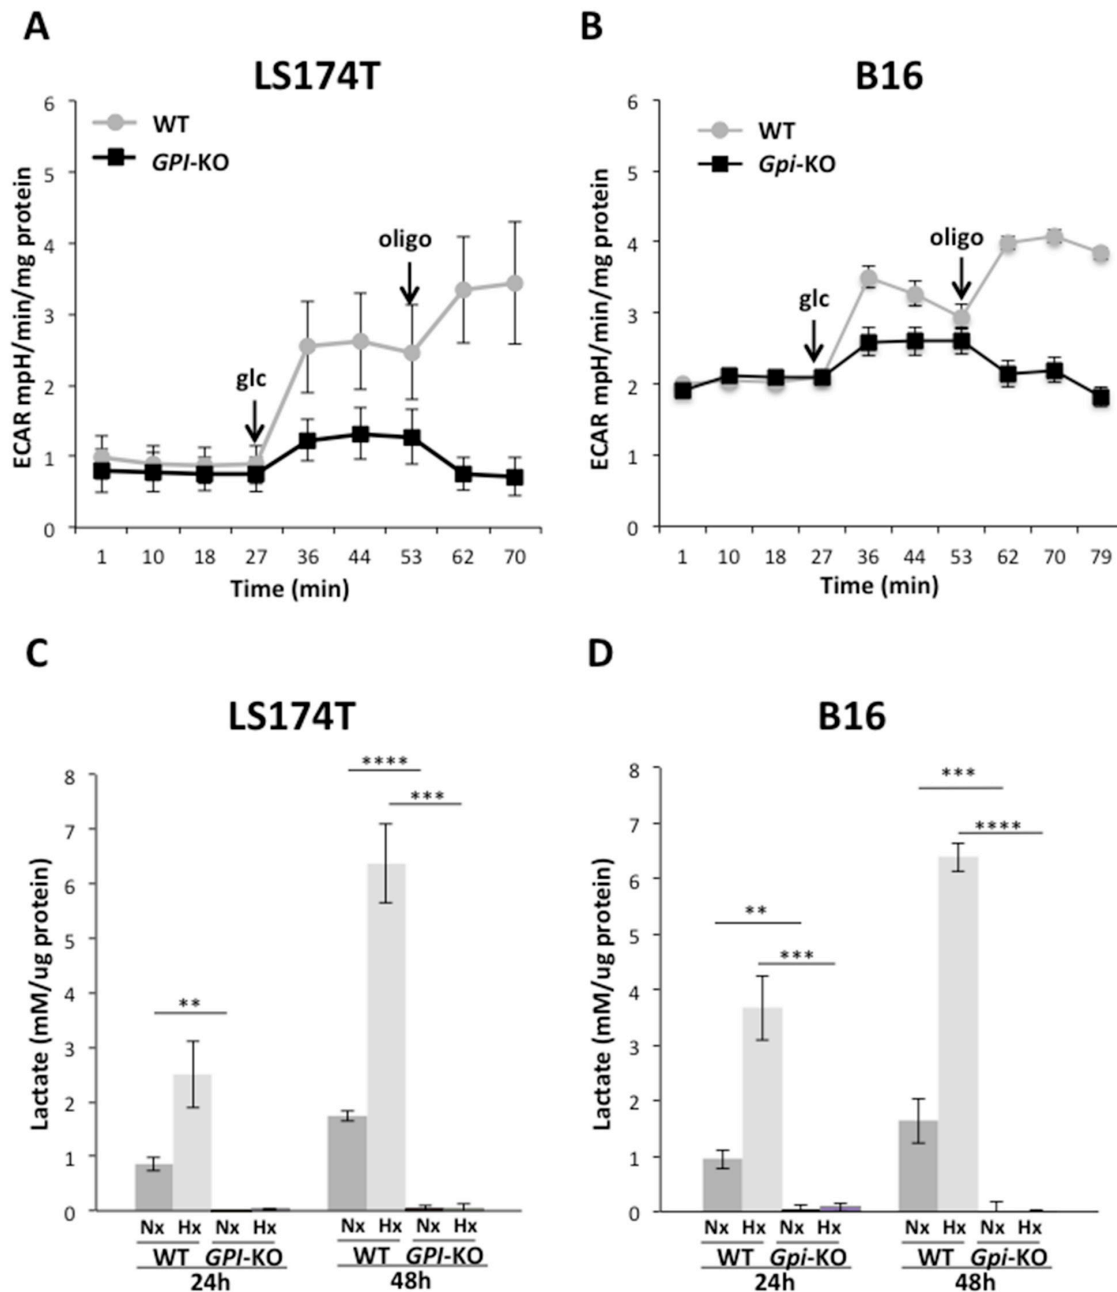 A
LS174T
6
5
4
3
2
1
0
ECAR mpH/min/mg protein
WT
GPI-KO
glc
oligo
1 10 18 27 36 44 53 62 70
Time (min)
B
B16
6
5
4
3
2
1
0
ECAR mpH/min/mg protein
WT
Gpi-KO
glc
oligo
1 10 18 27 36 44 53 62 70 79
Time (min)
C
LS174T
8
7
6
5
4
3
2
1
0
Lactate (mM/ug protein)
**
****
***
Nx Hx Nx Hx Nx Hx Nx Hx
WT GPI-KO WT GPI-KO
24h 48h
D
B16
8
7
6
5
4
3
2
1
0
Lactate (mM/ug protein)
**
***
***
****
Nx Hx Nx Hx Nx Hx Nx Hx
WT Gpi-KO WT Gpi-KO
24h 48h